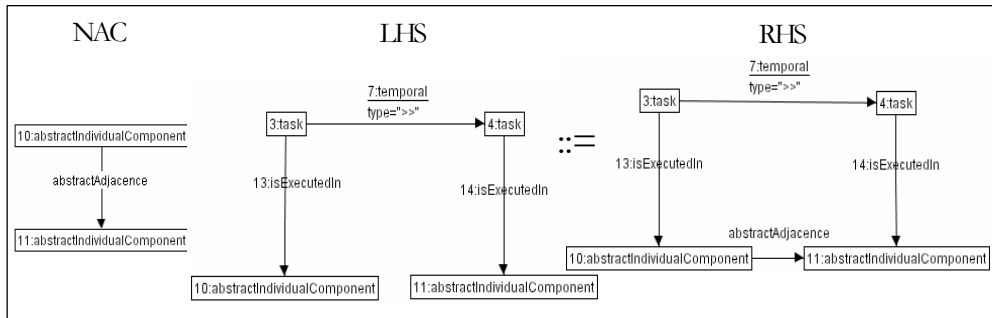 NAC
LHS
RHS
10:abstractIndividualComponent
abstractAdjacence
11:abstractIndividualComponent
7:temporal
type=">>"
3:task
4:task
13:isExecutedIn
14:isExecutedIn
10:abstractIndividualComponent
11:abstractIndividualComponent
::=
7:temporal
type=">>"
3:task
4:task
13:isExecutedIn
14:isExecutedIn
abstractAdjacence
10:abstractIndividualComponent
11:abstractIndividualComponent